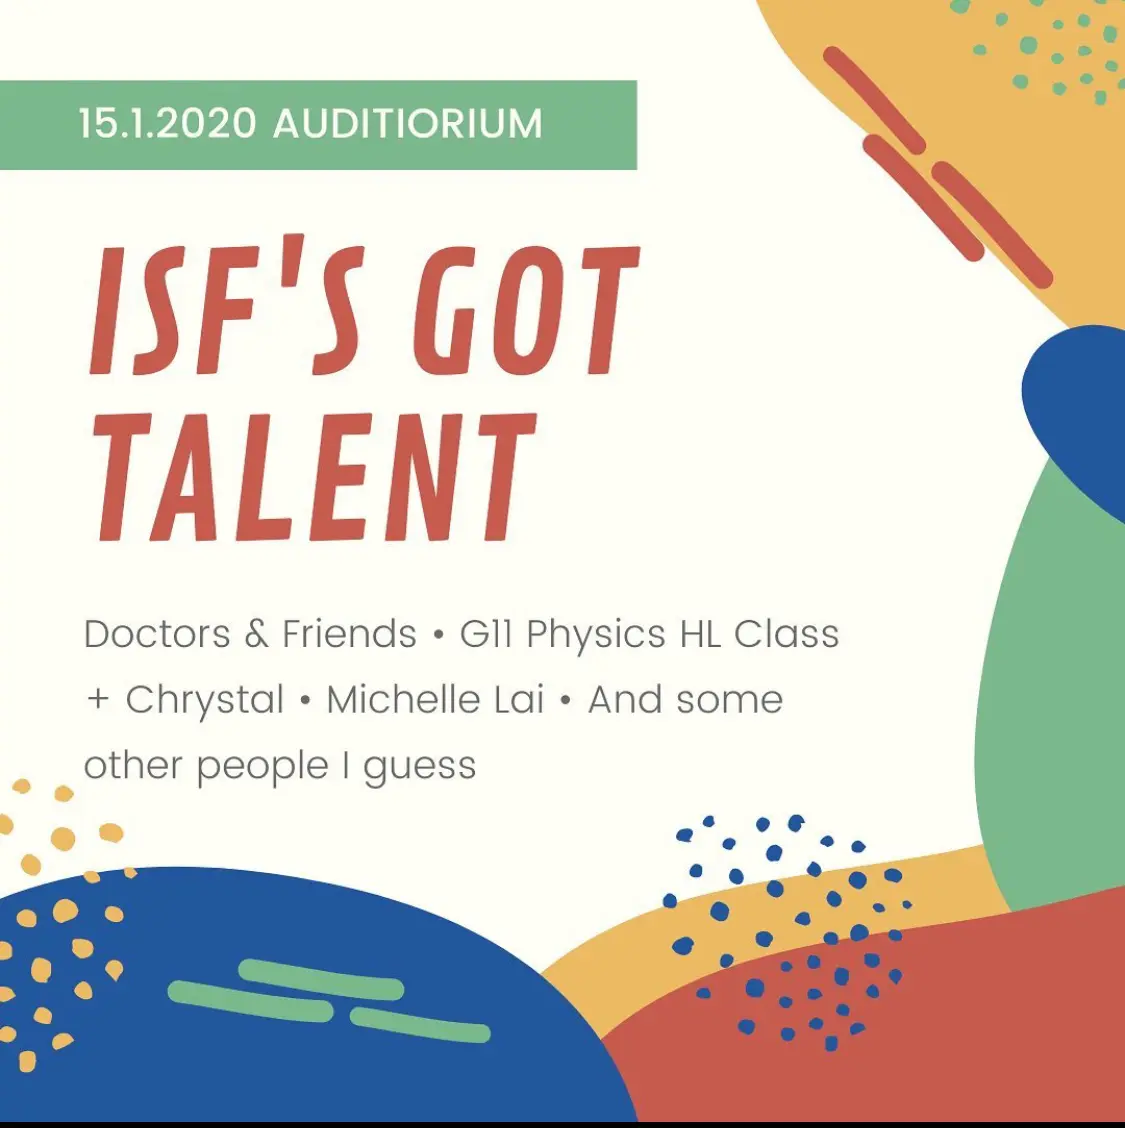 15.1.2020 AUDITIORIUM
ISF'S GOT
TALENT
Doctors & Friends • G11 Physics HL Class
+ Chrystal • Michelle Lai • And some
other people I guess